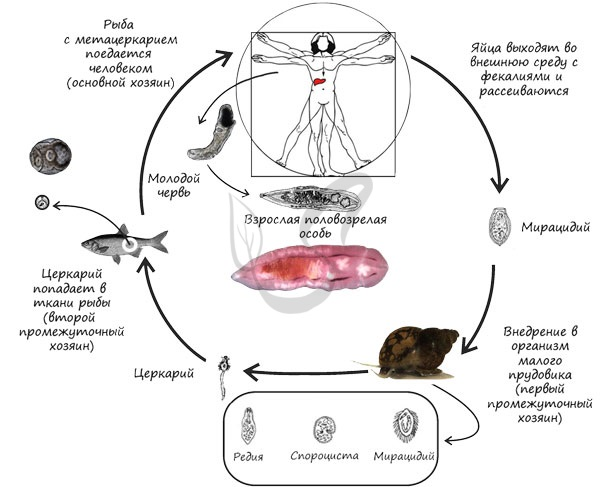 Рыба
с метацеркарием
поедается
человеком
(основной хозяин)
Яйца выходят во
внешнюю среду с
фекалиями и
рассеиваются
Молодой
червь
Взрослая половозрелая
особь
Мирацидий
Церкарий
попадает в
ткани рыбы
(второй
промежуточный
хозяин)
Внедрение в
организм
малого
прудовика
(первый
промежуточный
хозяин)
Церкарий
Редия Спороциста Мирацидий